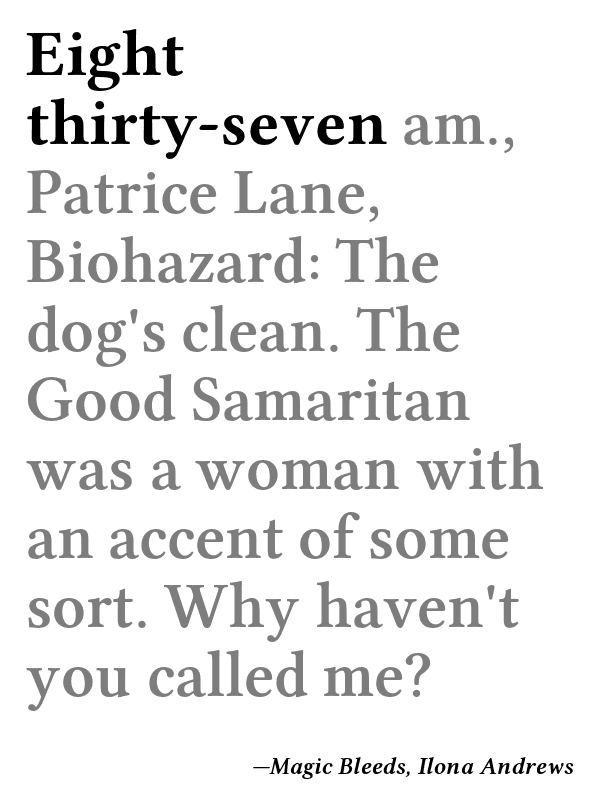 Eight
thirty-seven am.,
Patrice Lane,
Biohazard: The
dog's clean. The
Good Samaritan
was a woman with
an accent of some
sort. Why haven't
you called me?
—Magic Bleeds, Ilona Andrews